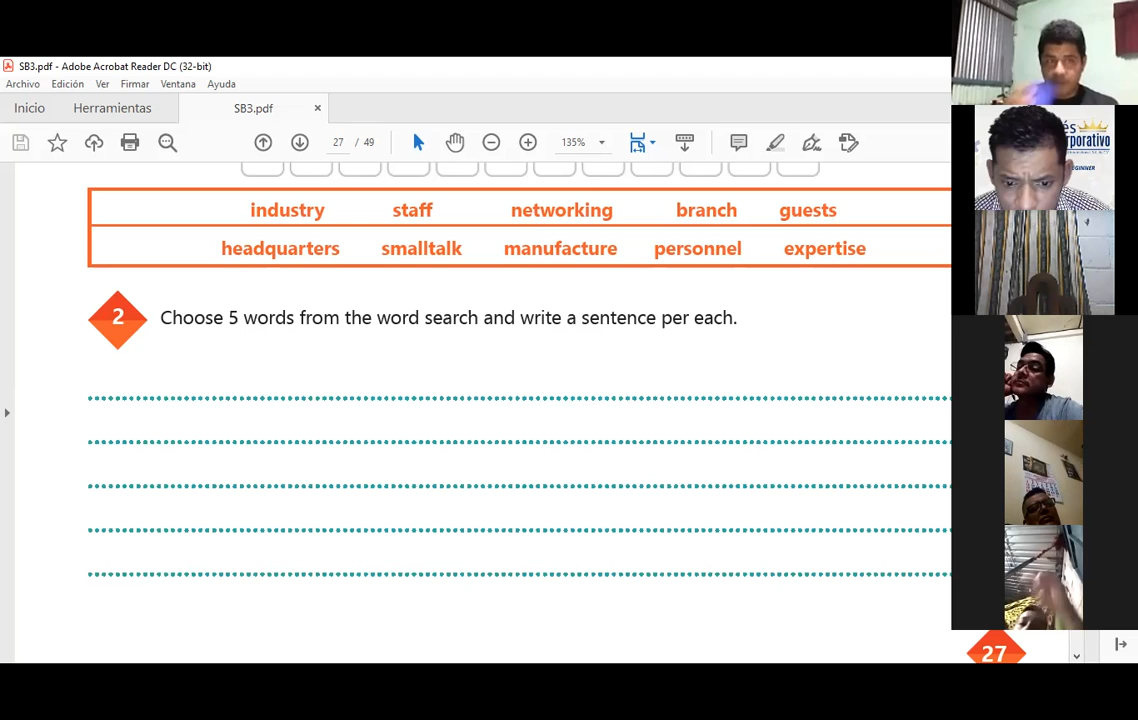 SB3.pdf - Adobe Acrobat Reader DC (32-bit)
Archivo Edición Ver Firmar Ventana Ayuda
Inicio Herramientas SB3.pdf ×
27 / 49 135%
industry staff networking branch guests
headquarters smalltalk manufacture personnel expertise
2 Choose 5 words from the word search and write a sentence per each.
27
és
rporativo